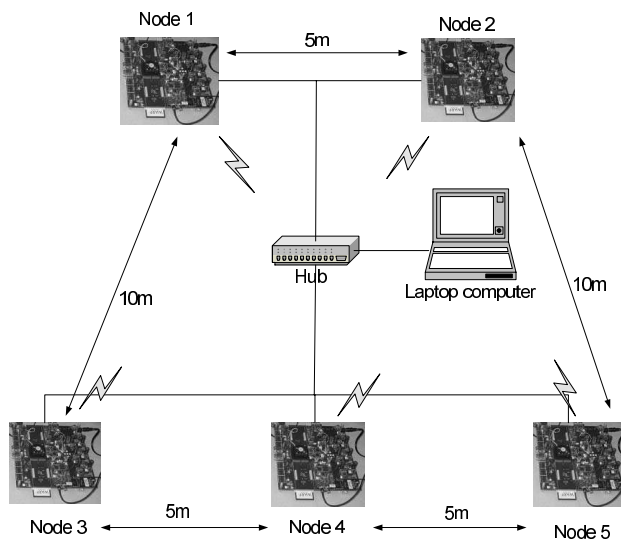 Node 1
5m
Node 2
Hub
Laptop computer
10m
10m
Node 3
5m
Node 4
5m
Node 5